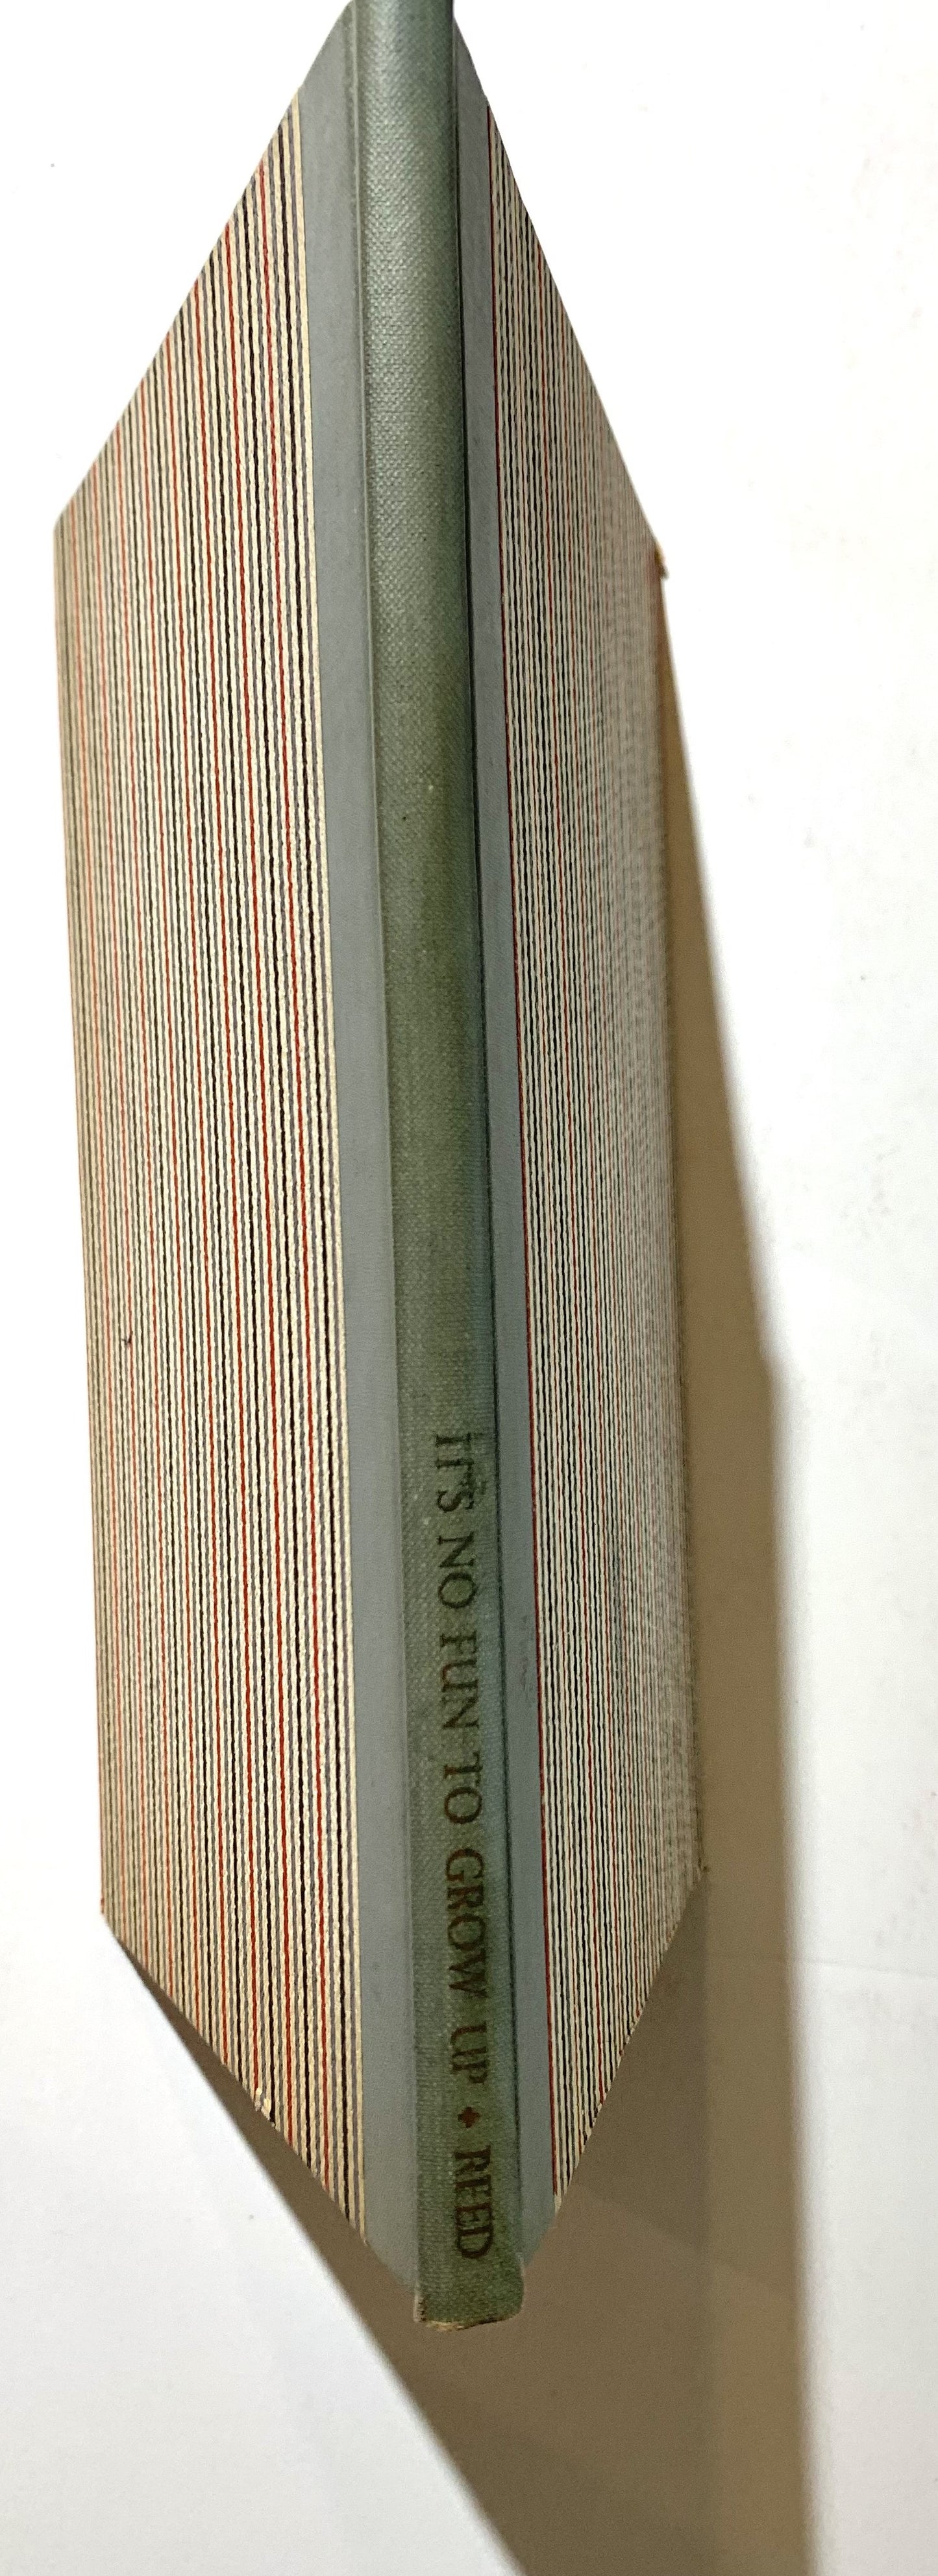 IT'S NO FUN TO GROW UP ✦ REED